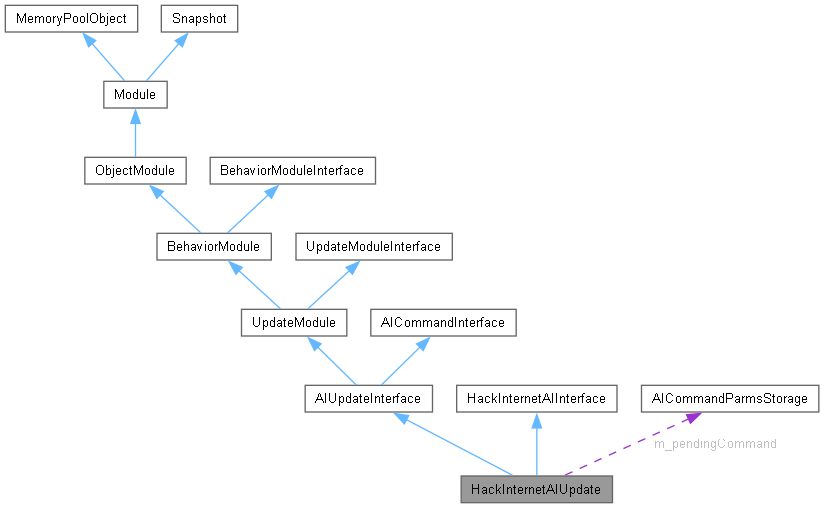 MemoryPoolObject
Snapshot
Module
ObjectModule
BehaviorModuleInterface
BehaviorModule
UpdateModuleInterface
UpdateModule
AICommandInterface
AIUpdateInterface
HackInternetAIInterface
AICommandParmsStorage
m_pendingCommand
HackInternetAIUpdate